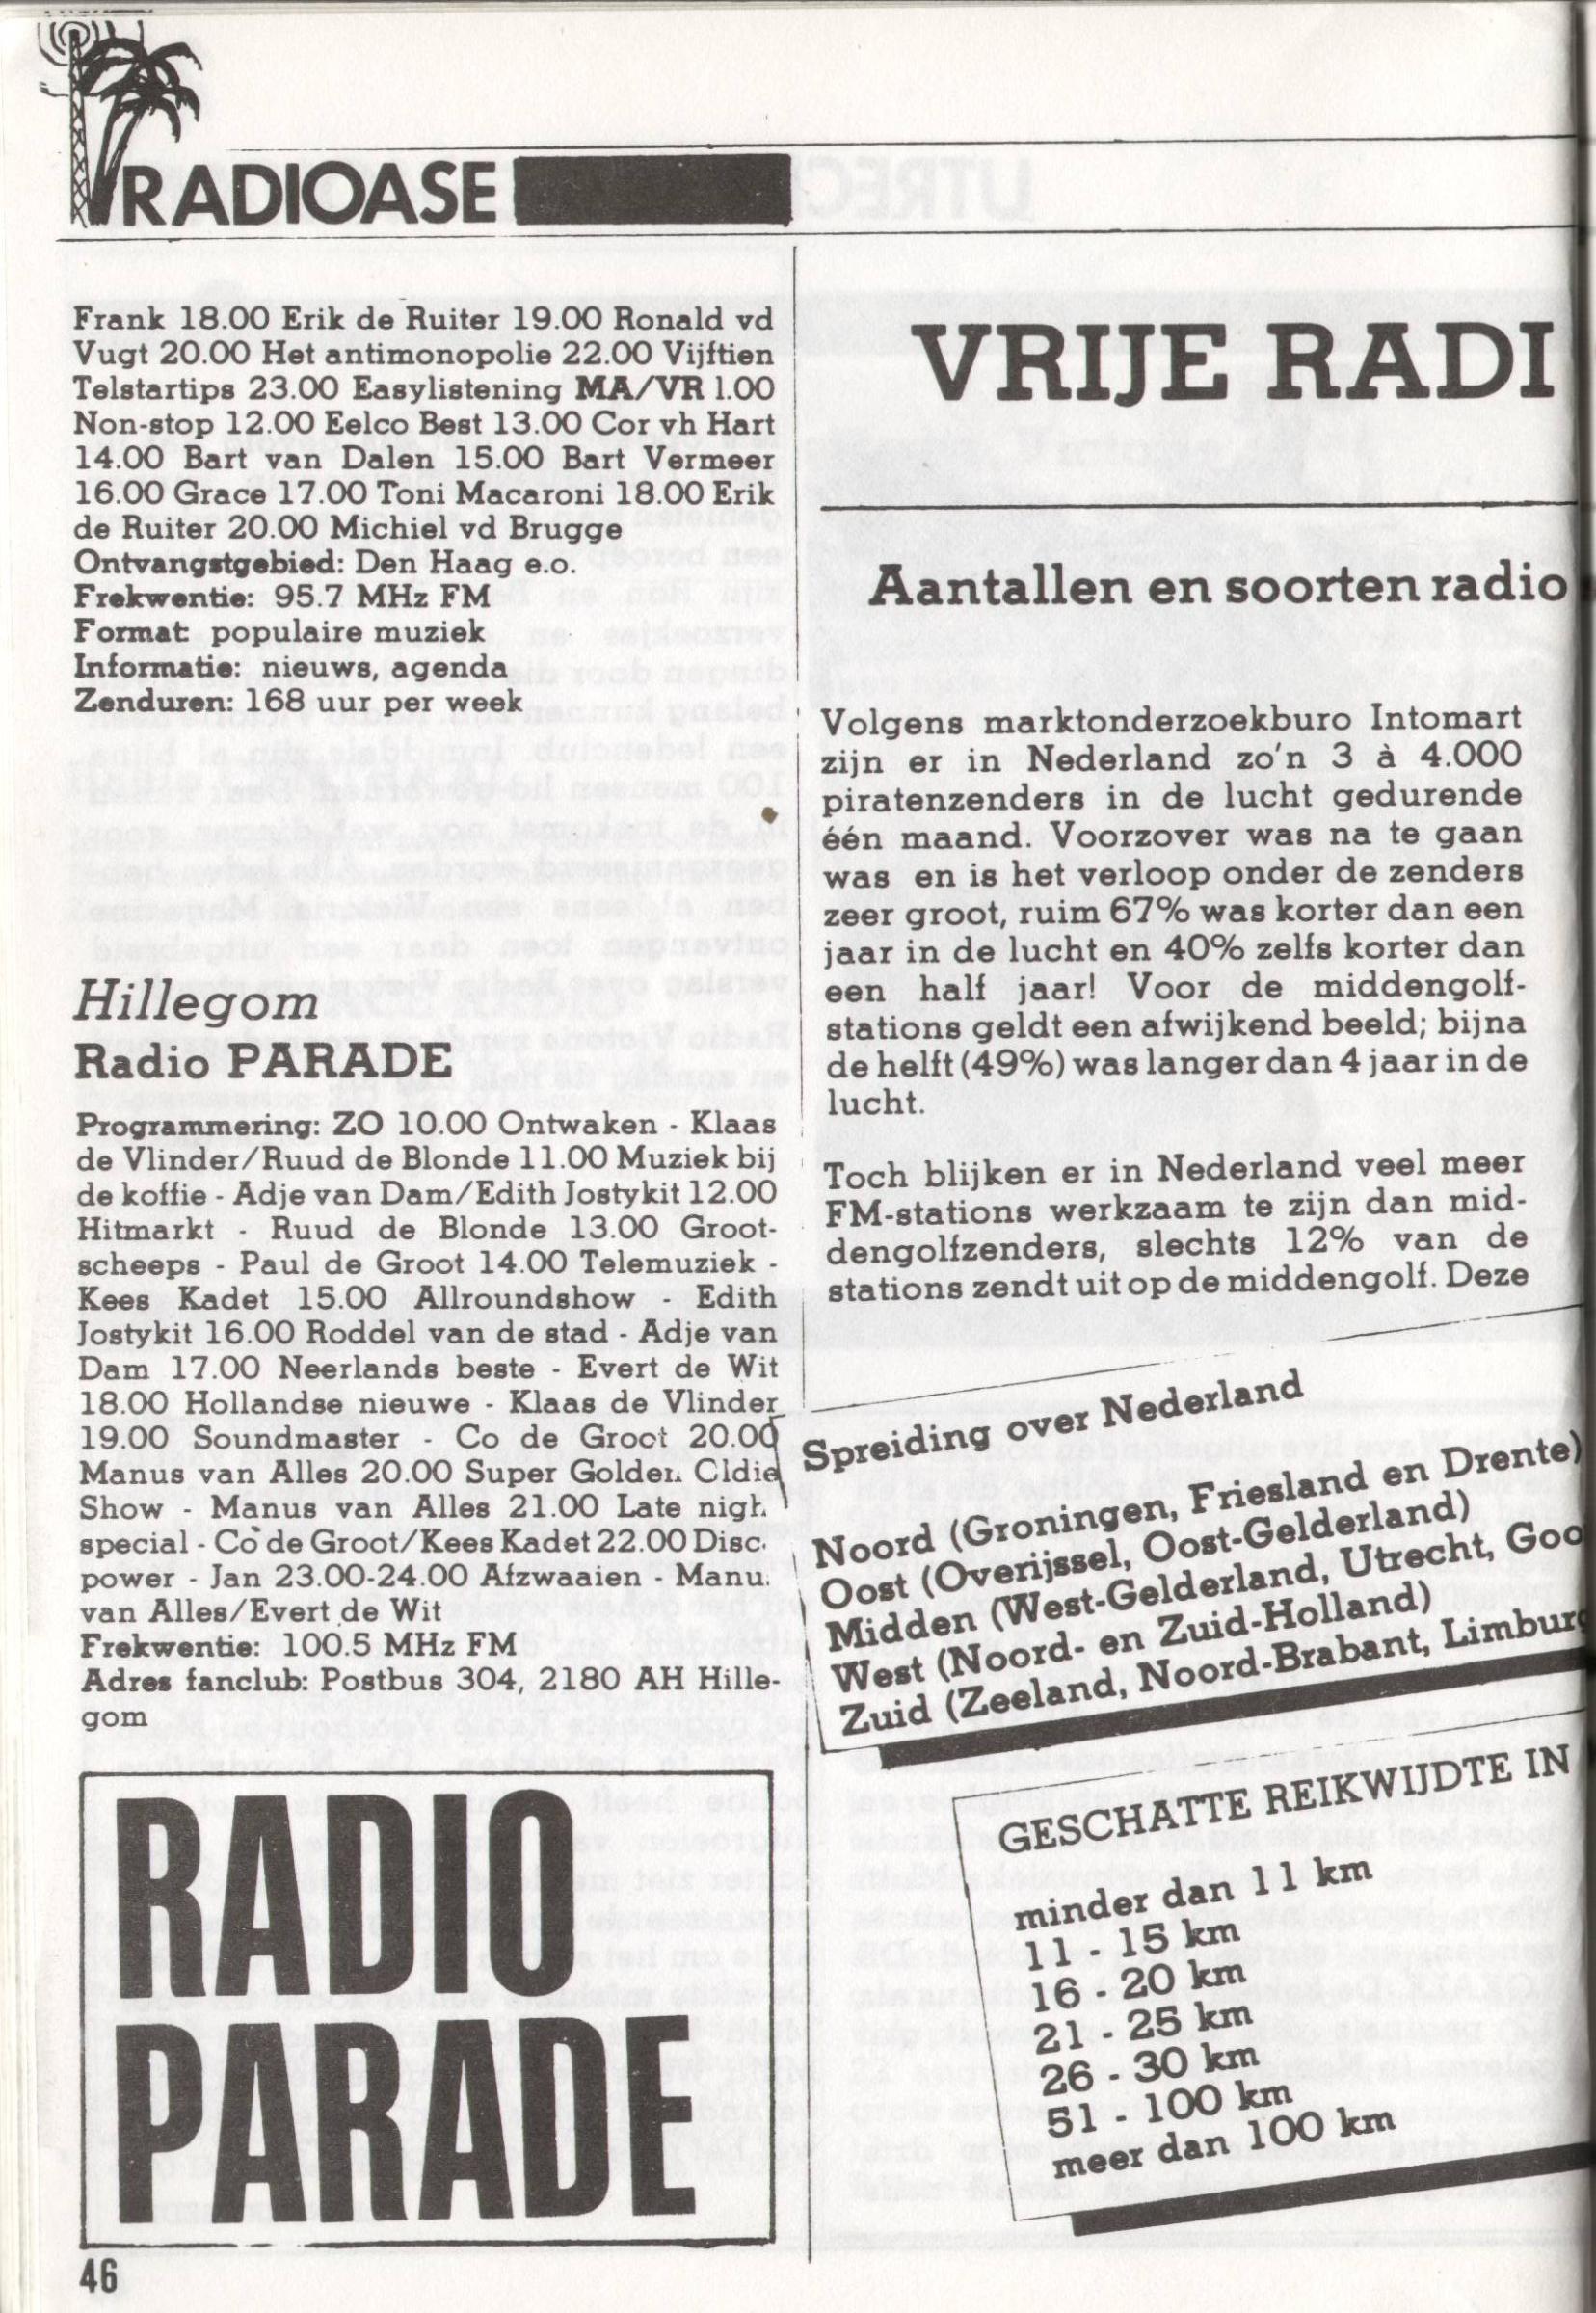 RADIOASE
Frank 18.00 Erik de Ruiter 19.00 Ronald vd
Vugt 20.00 Het antimonopolie 22.00 Vijftien
Telstartips 23.00 Easylistening MA/VR 1.00
Non-stop 12.00 Eelco Best 13.00 Cor vh Hart
14.00 Bart van Dalen 15.00 Bart Vermeer
16.00 Grace 17.00 Toni Macaroni 18.00 Erik
de Ruiter 20.00 Michiel vd Brugge
Ontvangstgebied: Den Haag e.o.
Frekwentie: 95.7 MHz FM
Format: populaire muziek
Informatie: nieuws, agenda
Zenduren: 168 uur per week
Hillegom
Radio PARADE
Programmering: ZO 10.00 Ontwaken - Klaas
de Vlinder/Ruud de Blonde 11.00 Muziek bij
de koffie - Adje van Dam/Edith Jostykit 12.00
Hitmarkt - Ruud de Blonde 13.00 Groot-
scheeps - Paul de Groot 14.00 Telemuziek -
Kees Kadet 15.00 Allroundshow - Edith
Jostykit 16.00 Roddel van de stad - Adje van
Dam 17.00 Neerlands beste - Evert de Wit
18.00 Hollandse nieuwe - Klaas de Vlinder
19.00 Soundmaster - Co de Groot 20.00
Manus van Alles 20.00 Super Golden Oldie
Show - Manus van Alles 21.00 Late nigh
special - Co de Groot/Kees Kadet 22.00 Disc
power - Jan 23.00-24.00 Afzwaaien - Manu
van Alles/Evert de Wit
Frekwentie: 100.5 MHz FM
Adres fanclub: Postbus 304, 2180 AH Hille-
gom
RADIO
PARADE
46
VRIJE RADI
Aantallen en soorten radio
Volgens marktonderzoekburo Intomart
zijn er in Nederland zo'n 3 à 4.000
piratenzenders in de lucht gedurende
één maand. Voorzover was na te gaan
was en is het verloop onder de zenders
zeer groot, ruim 67% was korter dan een
jaar in de lucht en 40% zelfs korter dan
een half jaar! Voor de middengolf-
stations geldt een afwijkend beeld; bijna
de helft (49%) was langer dan 4 jaar in de
lucht.
Toch blijken er in Nederland veel meer
FM-stations werkzaam te zijn dan mid-
dengolfzenders, slechts 12% van de
stations zendt uit op de middengolf. Deze
Spreiding over Nederland
Noord (Groningen, Friesland en Drente)
Oost (Overijssel, Oost-Gelderland)
Midden (West-Gelderland, Utrecht, Goo
West (Noord- en Zuid-Holland)
Zuid (Zeeland, Noord-Brabant, Limburg
GESCHATTE REIKWIJDTE IN
minder dan 11 km
11 - 15 km
16 - 20 km
21 - 25 km
26 - 30 km
51 - 100 km
meer dan 100 km